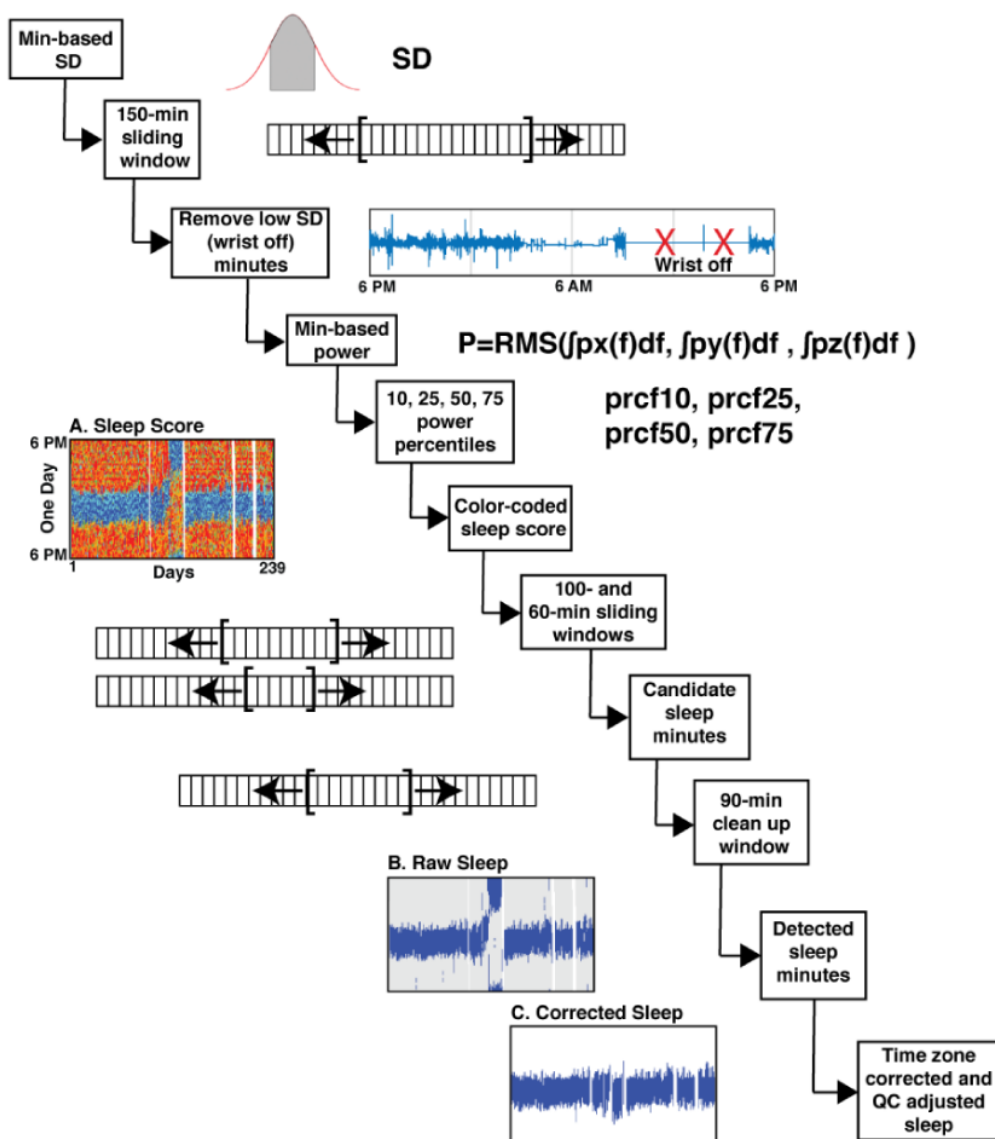 Min-based
SD
SD
150-min
sliding
window
Remove low SD
(wrist off)
minutes
Wrist off
6 PM
6 AM
6 PM
Min-based
power
P=RMS(∫px(f)df, ∫py(f)df , ∫pz(f)df )
10, 25, 50, 75
power
percentiles
prcf10, prcf25,
prcf50, prcf75
A. Sleep Score
6 PM
One Day
6 PM
1
Days
239
Color-coded
sleep score
100- and
60-min sliding
windows
Candidate
sleep
minutes
90-min
clean up
window
B. Raw Sleep
Detected
sleep
minutes
C. Corrected Sleep
Time zone
corrected and
QC adjusted
sleep